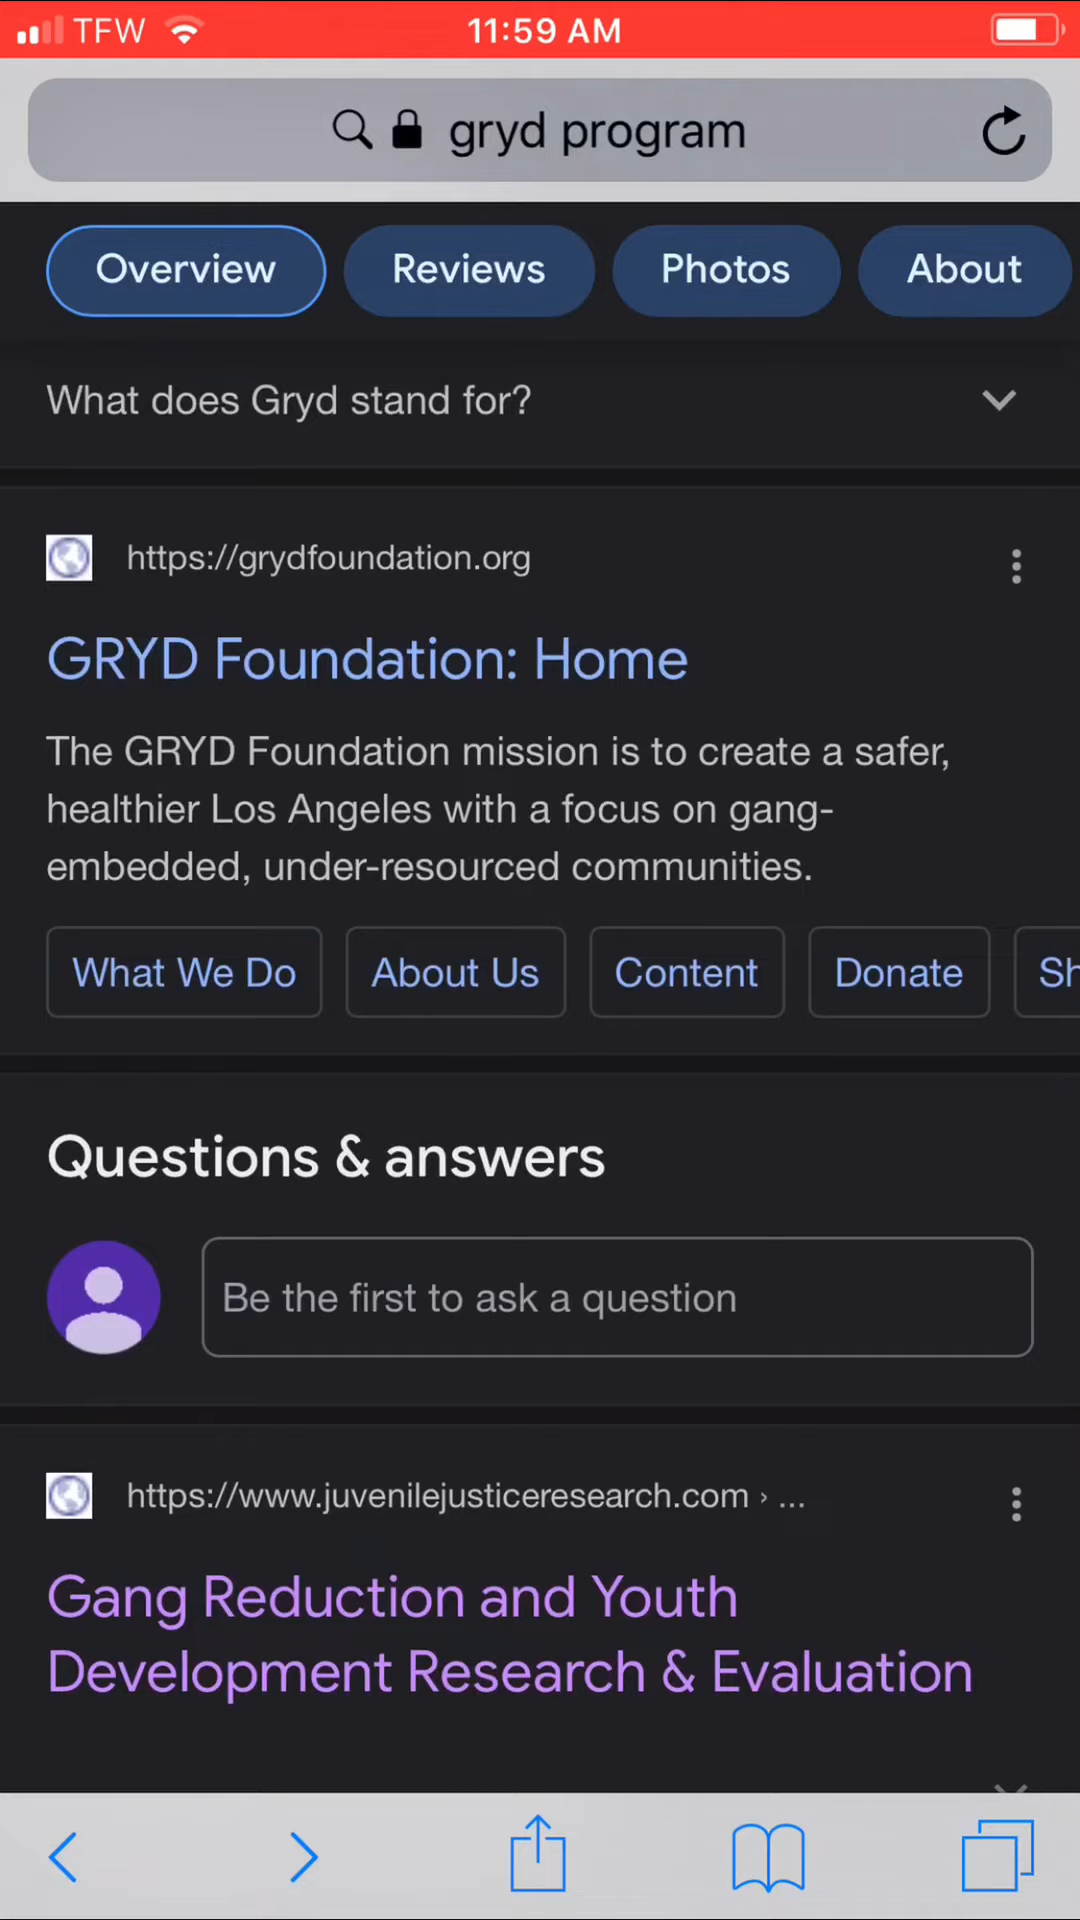 TFW 11:59 AM
gryd program
Overview Reviews Photos About
What does Gryd stand for?
https://grydfoundation.org
GRYD Foundation: Home
The GRYD Foundation mission is to create a safer,
healthier Los Angeles with a focus on gang-
embedded, under-resourced communities.
What We Do About Us Content Donate Sh
Questions & answers
Be the first to ask a question
https://www.juvenilejusticeresearch.com › ...
Gang Reduction and Youth
Development Research & Evaluation